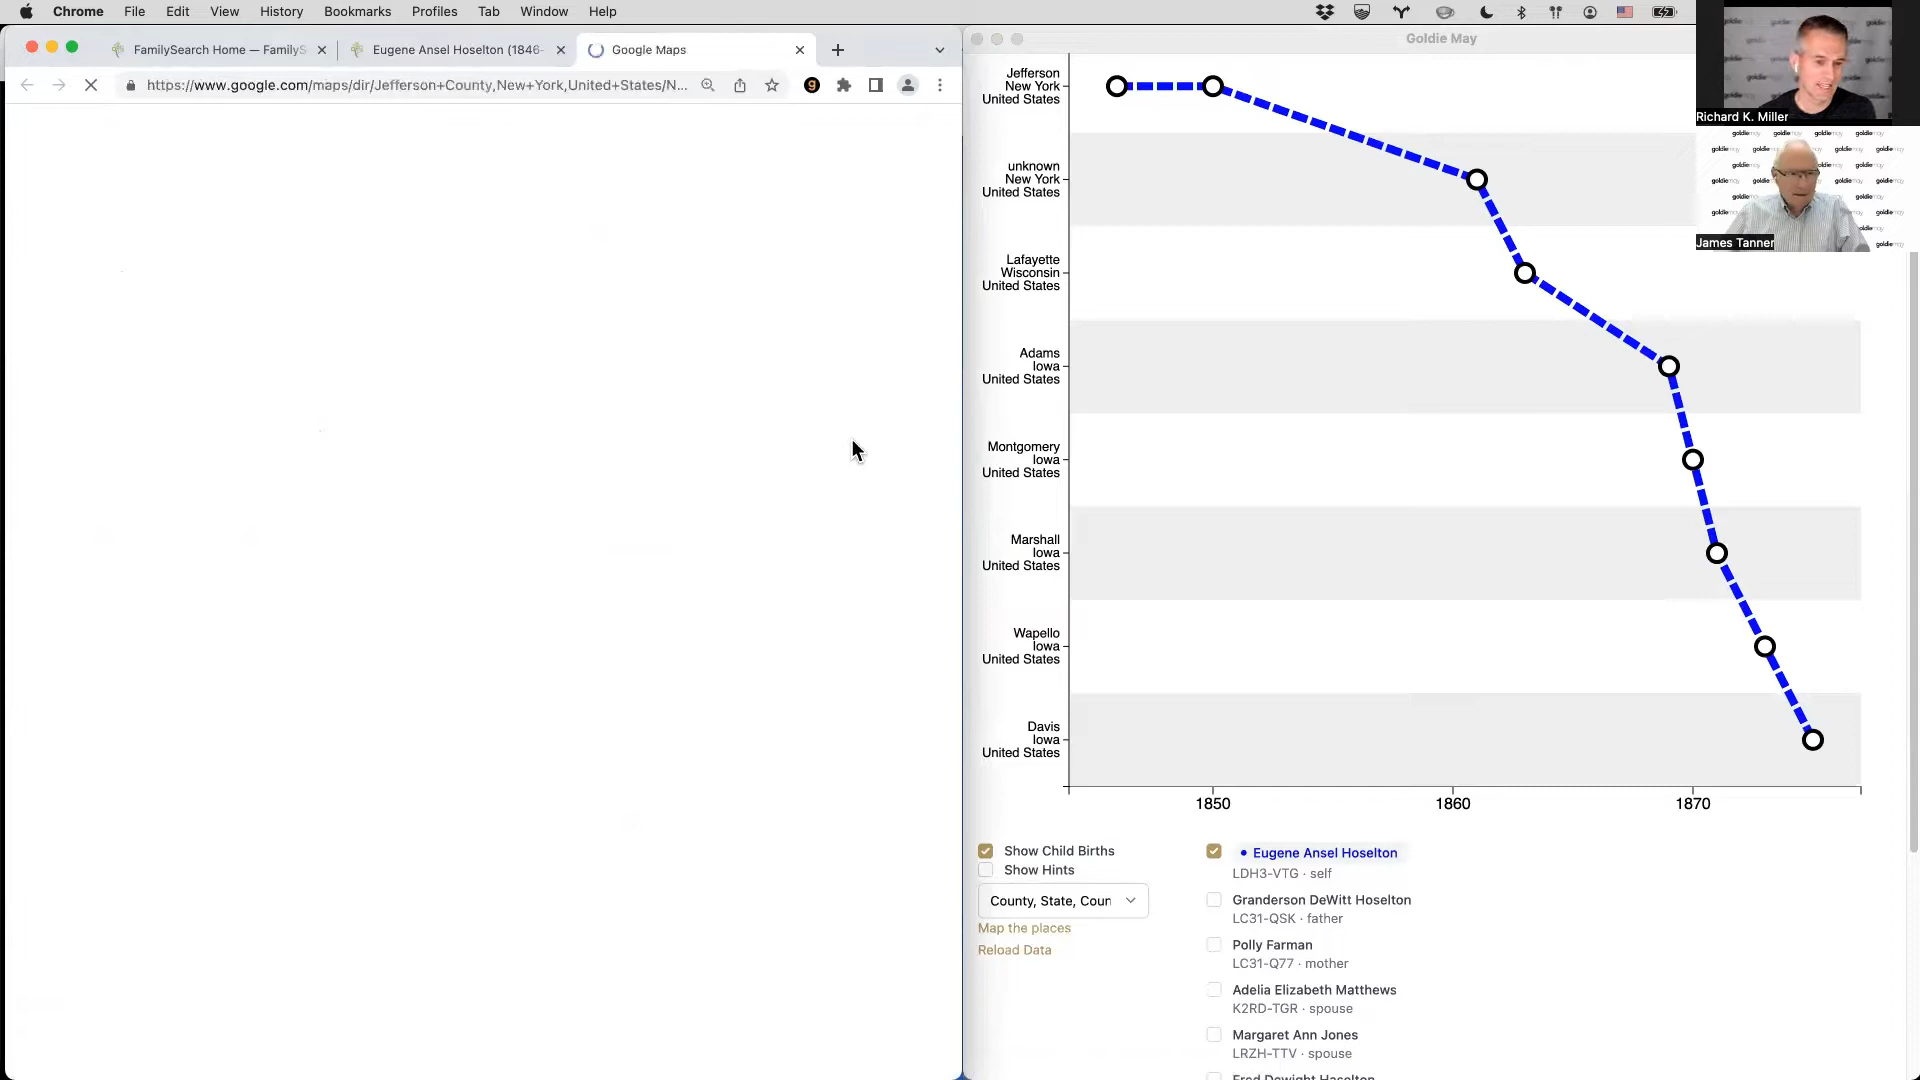 Chrome File Edit View History Bookmarks Profiles Tab Window Help
FamilySearch Home — FamilyS
Eugene Ansel Hoselton (1846-
Google Maps
https://www.google.com/maps/dir/Jefferson+County,New+York,United+States/N...
Goldie May
Jefferson
New York
United States
unknown
New York
United States
Lafayette
Wisconsin
United States
Adams
Iowa
United States
Montgomery
Iowa
United States
Marshall
Iowa
United States
Wapello
Iowa
United States
Davis
Iowa
United States
1850 1860 1870
Show Child Births
Show Hints
County, State, Coun
Map the places
Reload Data
Eugene Ansel Hoselton
LDH3-VTG · self
Granderson DeWitt Hoselton
LC31-QSK · father
Polly Farman
LC31-Q77 · mother
Adelia Elizabeth Matthews
K2RD-TGR · spouse
Margaret Ann Jones
LRZH-TTV · spouse
Richard K. Miller
James Tanner